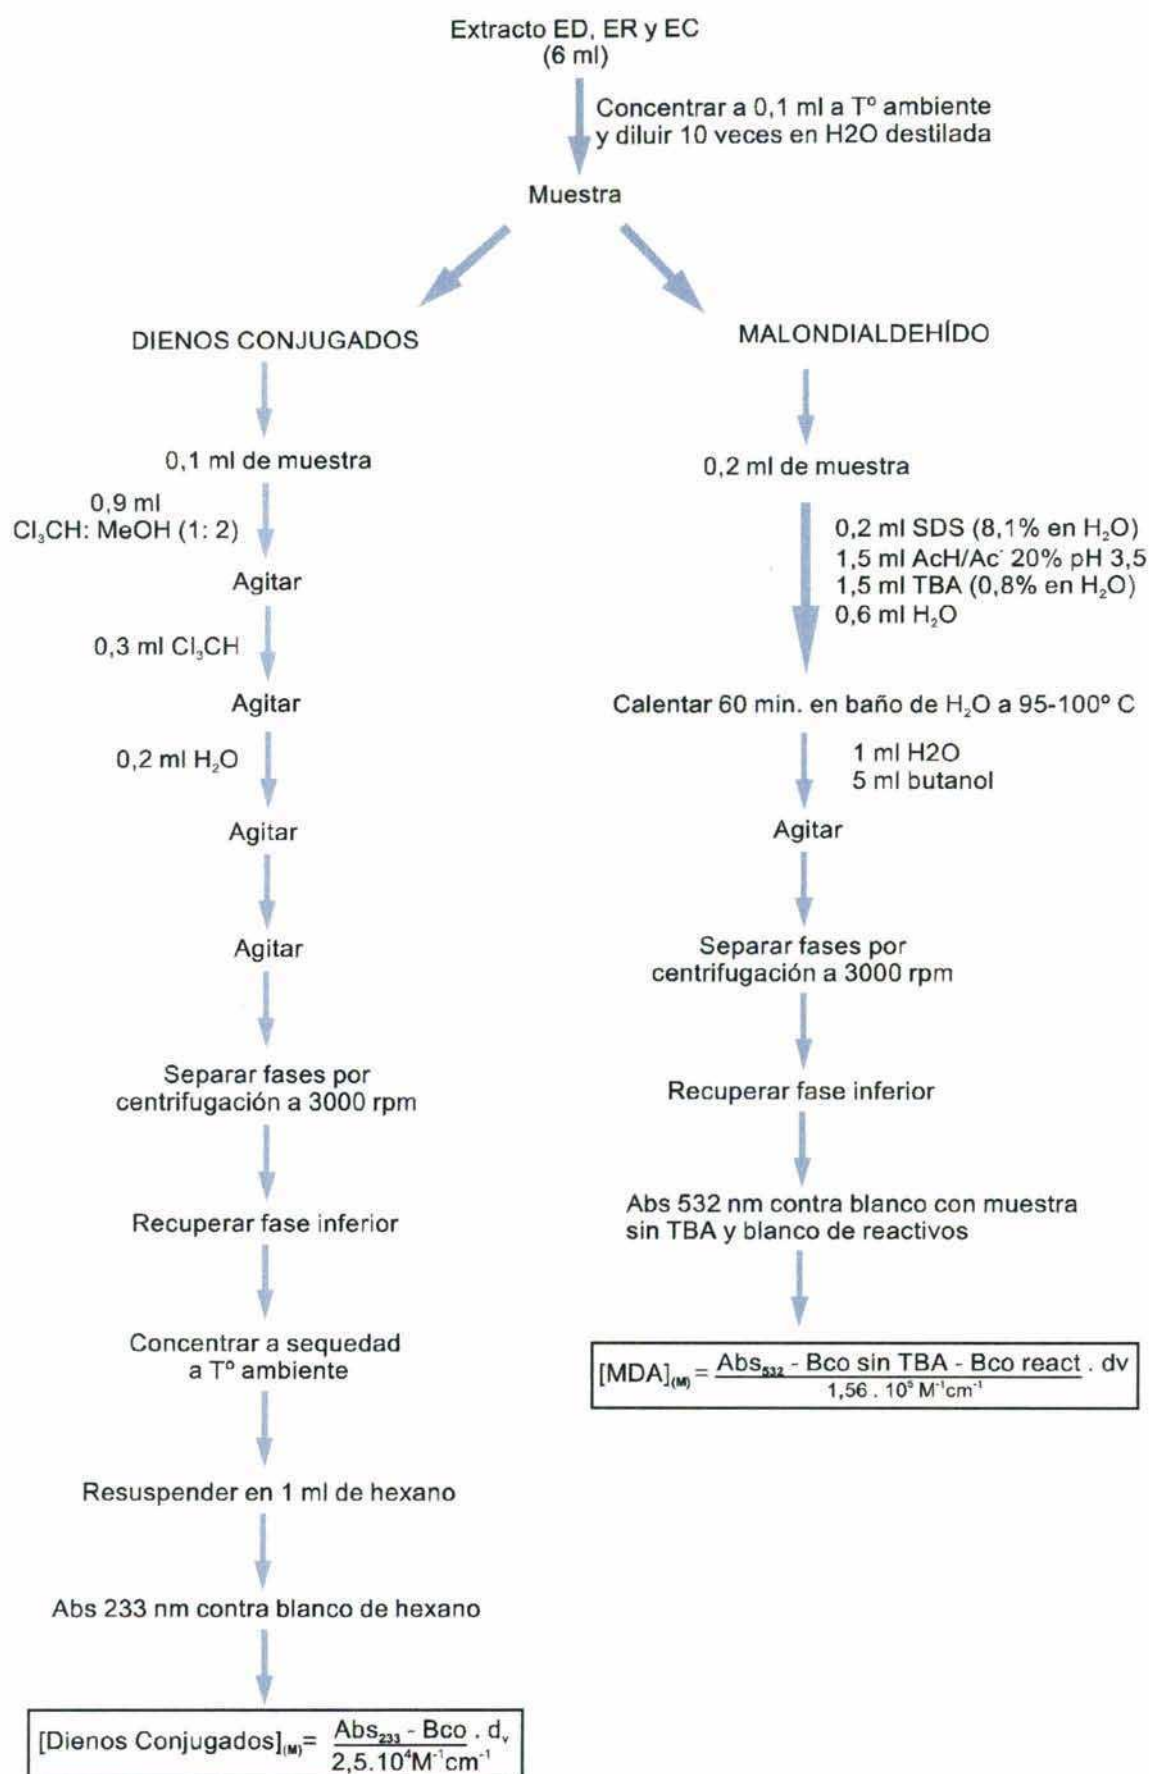 Extracto ED, ER y EC
(6 ml)
Concentrar a 0,1 ml a Tº ambiente
y diluir 10 veces en H2O destilada
Muestra
DIENOS CONJUGADOS
0,1 ml de muestra
0,9 ml
Cl₃CH: MeOH (1: 2)
Agitar
0,3 ml Cl₃CH
Agitar
0,2 ml H₂O
Agitar
Agitar
Separar fases por
centrifugación a 3000 rpm
Recuperar fase inferior
Concentrar a sequedad
a Tº ambiente
Resuspender en 1 ml de hexano
Abs 233 nm contra blanco de hexano
[Dienos Conjugados]₍M₎= Abs₂₃₃ - Bco . dᵥ
2,5.10⁴M⁻¹cm⁻¹
MALONDIALDEHÍDO
0,2 ml de muestra
0,2 ml SDS (8,1% en H₂O)
1,5 ml AcH/Ac⁻ 20% pH 3,5
1,5 ml TBA (0,8% en H₂O)
0,6 ml H₂O
Calentar 60 min. en baño de H₂O a 95-100º C
1 ml H2O
5 ml butanol
Agitar
Separar fases por
centrifugación a 3000 rpm
Recuperar fase inferior
Abs 532 nm contra blanco con muestra
sin TBA y blanco de reactivos
[MDA]₍M₎= Abs₅₃₂ - Bco sin TBA - Bco react . dv
1,56 . 10⁵ M⁻¹cm⁻¹